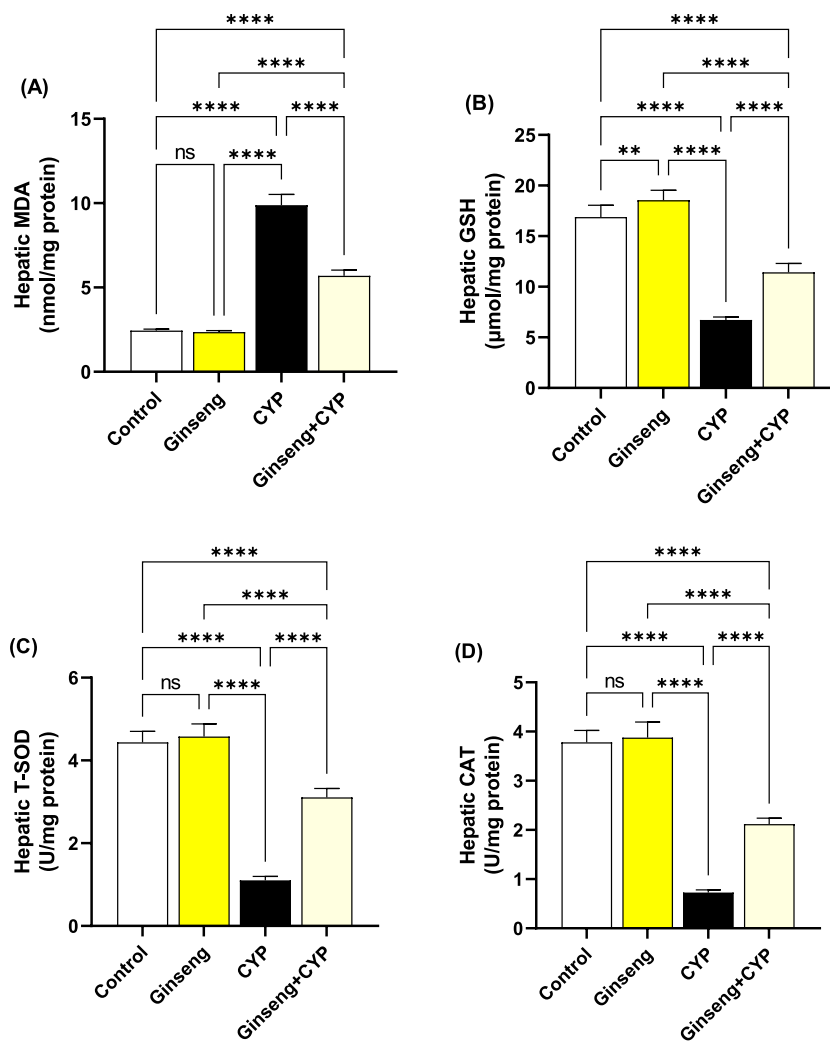 (A)
****
****
**** ****
ns ****
Hepatic MDA
(nmol/mg protein)
15
10
5
0
Control
Ginseng
CYP
Ginseng+CYP
(B)
****
****
**** ****
** ****
Hepatic GSH
(µmol/mg protein)
25
20
15
10
5
0
Control
Ginseng
CYP
Ginseng+CYP
(C)
****
****
**** ****
ns ****
Hepatic T-SOD
(U/mg protein)
6
4
2
0
Control
Ginseng
CYP
Ginseng+CYP
(D)
****
****
**** ****
ns ****
Hepatic CAT
(U/mg protein)
5
4
3
2
1
0
Control
Ginseng
CYP
Ginseng+CYP